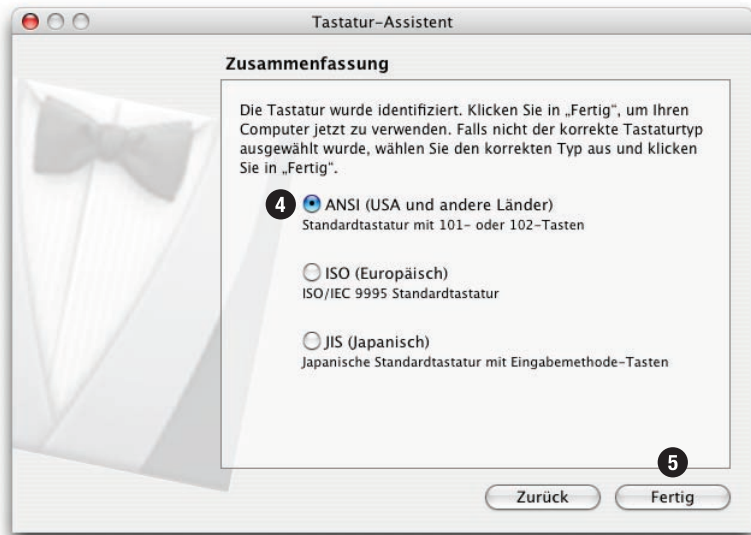 Tastatur-Assistent
Zusammenfassung
Die Tastatur wurde identifiziert. Klicken Sie in „Fertig“, um Ihren
Computer jetzt zu verwenden. Falls nicht der korrekte Tastaturtyp
ausgewählt wurde, wählen Sie den korrekten Typ aus und klicken
Sie in „Fertig“.
4 ANSI (USA und andere Länder)
Standardtastatur mit 101- oder 102-Tasten
ISO (Europäisch)
ISO/IEC 9995 Standardtastatur
JIS (Japanisch)
Japanische Standardtastatur mit Eingabemethode-Tasten
5
Zurück Fertig